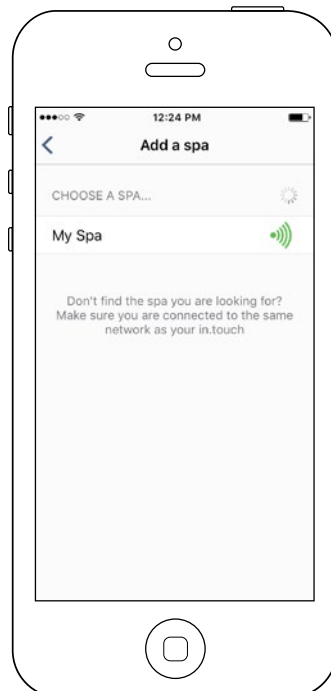 12:24 PM
Add a spa
CHOOSE A SPA...
My Spa
Don't find the spa you are looking for?
Make sure you are connected to the same
network as your in.touch